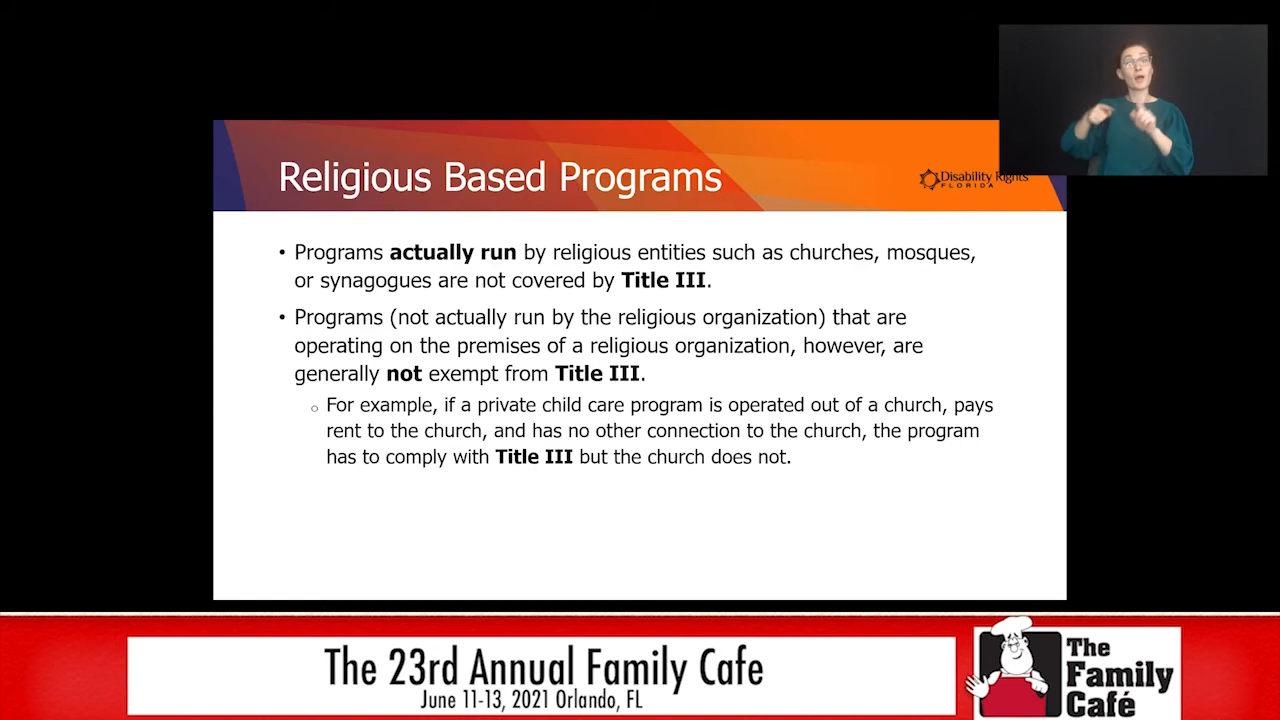 Religious Based Programs
Disability Rights
FLORIDA
• Programs actually run by religious entities such as churches, mosques,
or synagogues are not covered by Title III.
• Programs (not actually run by the religious organization) that are
operating on the premises of a religious organization, however, are
generally not exempt from Title III.
○ For example, if a private child care program is operated out of a church, pays
rent to the church, and has no other connection to the church, the program
has to comply with Title III but the church does not.
The 23rd Annual Family Cafe
June 11-13, 2021 Orlando, FL
The
Family
Café